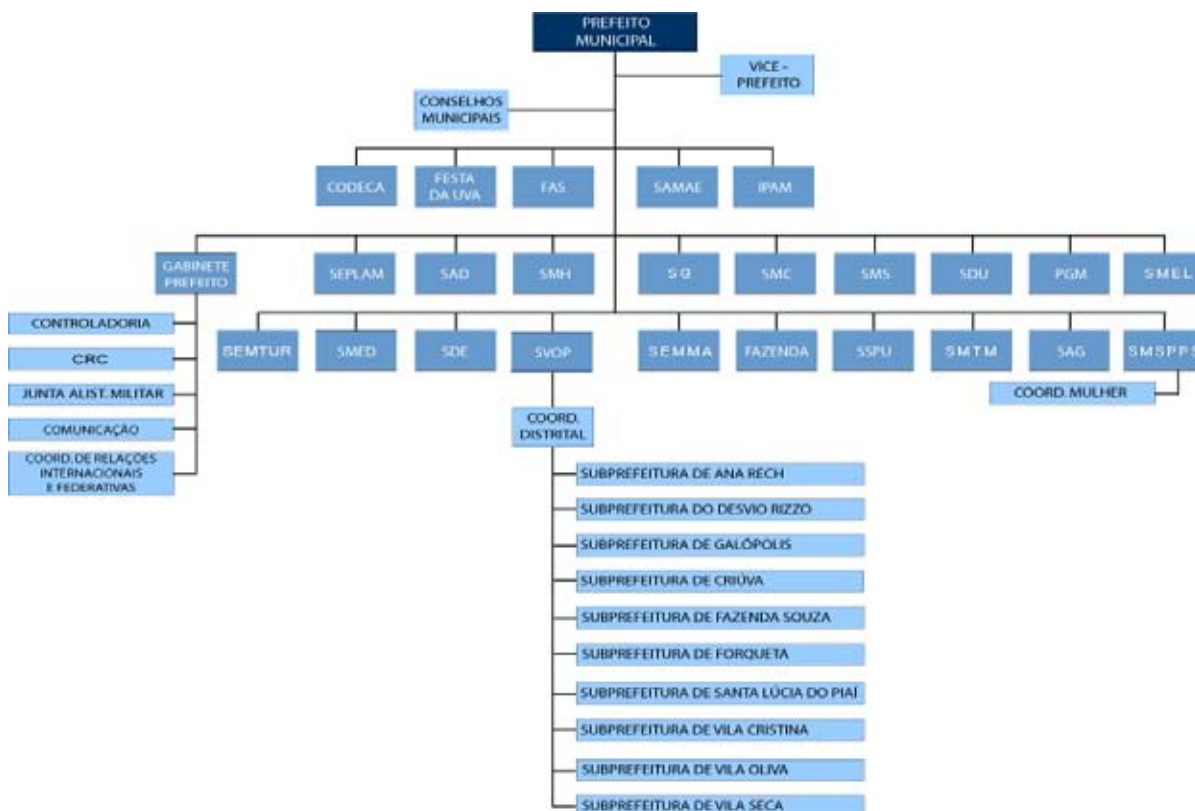 PREFEITO
MUNICIPAL
VICE -
PREFEITO
CONSELHOS
MUNICIPAIS
CODECA
FESTA
DA UVA
FAS
SAMAE
IPAM
GABINETE
PREFEITO
SEPLAM
SAD
SMH
SMC
SMS
SDU
PGM
SMEL
CONTROLADORIA
CRC
JUNTA ALIST. MILITAR
COMUNICAÇÃO
COORD. DE RELAÇÕES
INTERNACIONAIS
E FEDERATIVAS
SEMTUR
SMED
SDE
SVOP
SEMMA
FAZENDA
SSPU
SMTM
SAG
SMSPPS
COORD. MULHER
COORD.
DISTRITAL
SUBPREFEITURA DE ANA RECH
SUBPREFEITURA DO DESVIO RIZZO
SUBPREFEITURA DE GALÓPOLIS
SUBPREFEITURA DE CRIÚVA
SUBPREFEITURA DE FAZENDA SOUZA
SUBPREFEITURA DE FORQUETA
SUBPREFEITURA DE SANTA LÚCIA DO PIAÍ
SUBPREFEITURA DE VILA CRISTINA
SUBPREFEITURA DE VILA OLIVA
SUBPREFEITURA DE VILA SECA